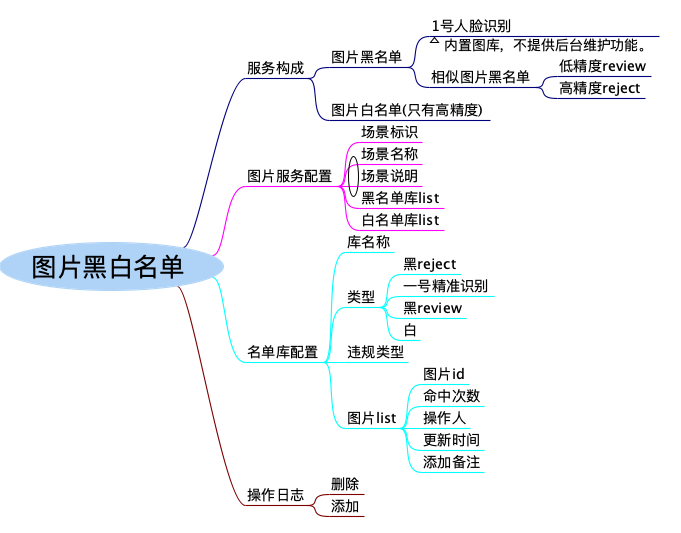 1号人脸识别
内置图库，不提供后台维护功能。
图片黑名单
服务构成
低精度review
相似图片黑名单
高精度reject
图片白名单(只有高精度)
场景标识
场景名称
图片服务配置
场景说明
黑名单库list
白名单库list
图片黑白名单
库名称
黑reject
一号精准识别
类型
黑review
白
名单库配置
违规类型
图片id
命中次数
图片list
操作人
更新时间
添加备注
操作日志
删除
添加